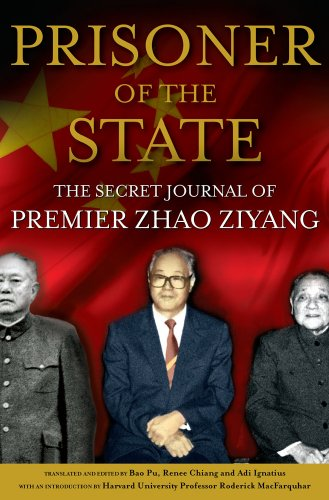 PRISONER
OF THE
STATE
THE SECRET JOURNAL OF
PREMIER ZHAO ZIYANG
TRANSLATED AND EDITED BY Bao Pu, Renee Chiang and Adi Ignatius
WITH AN INTRODUCTION BY Harvard University Professor Roderick MacFarquhar